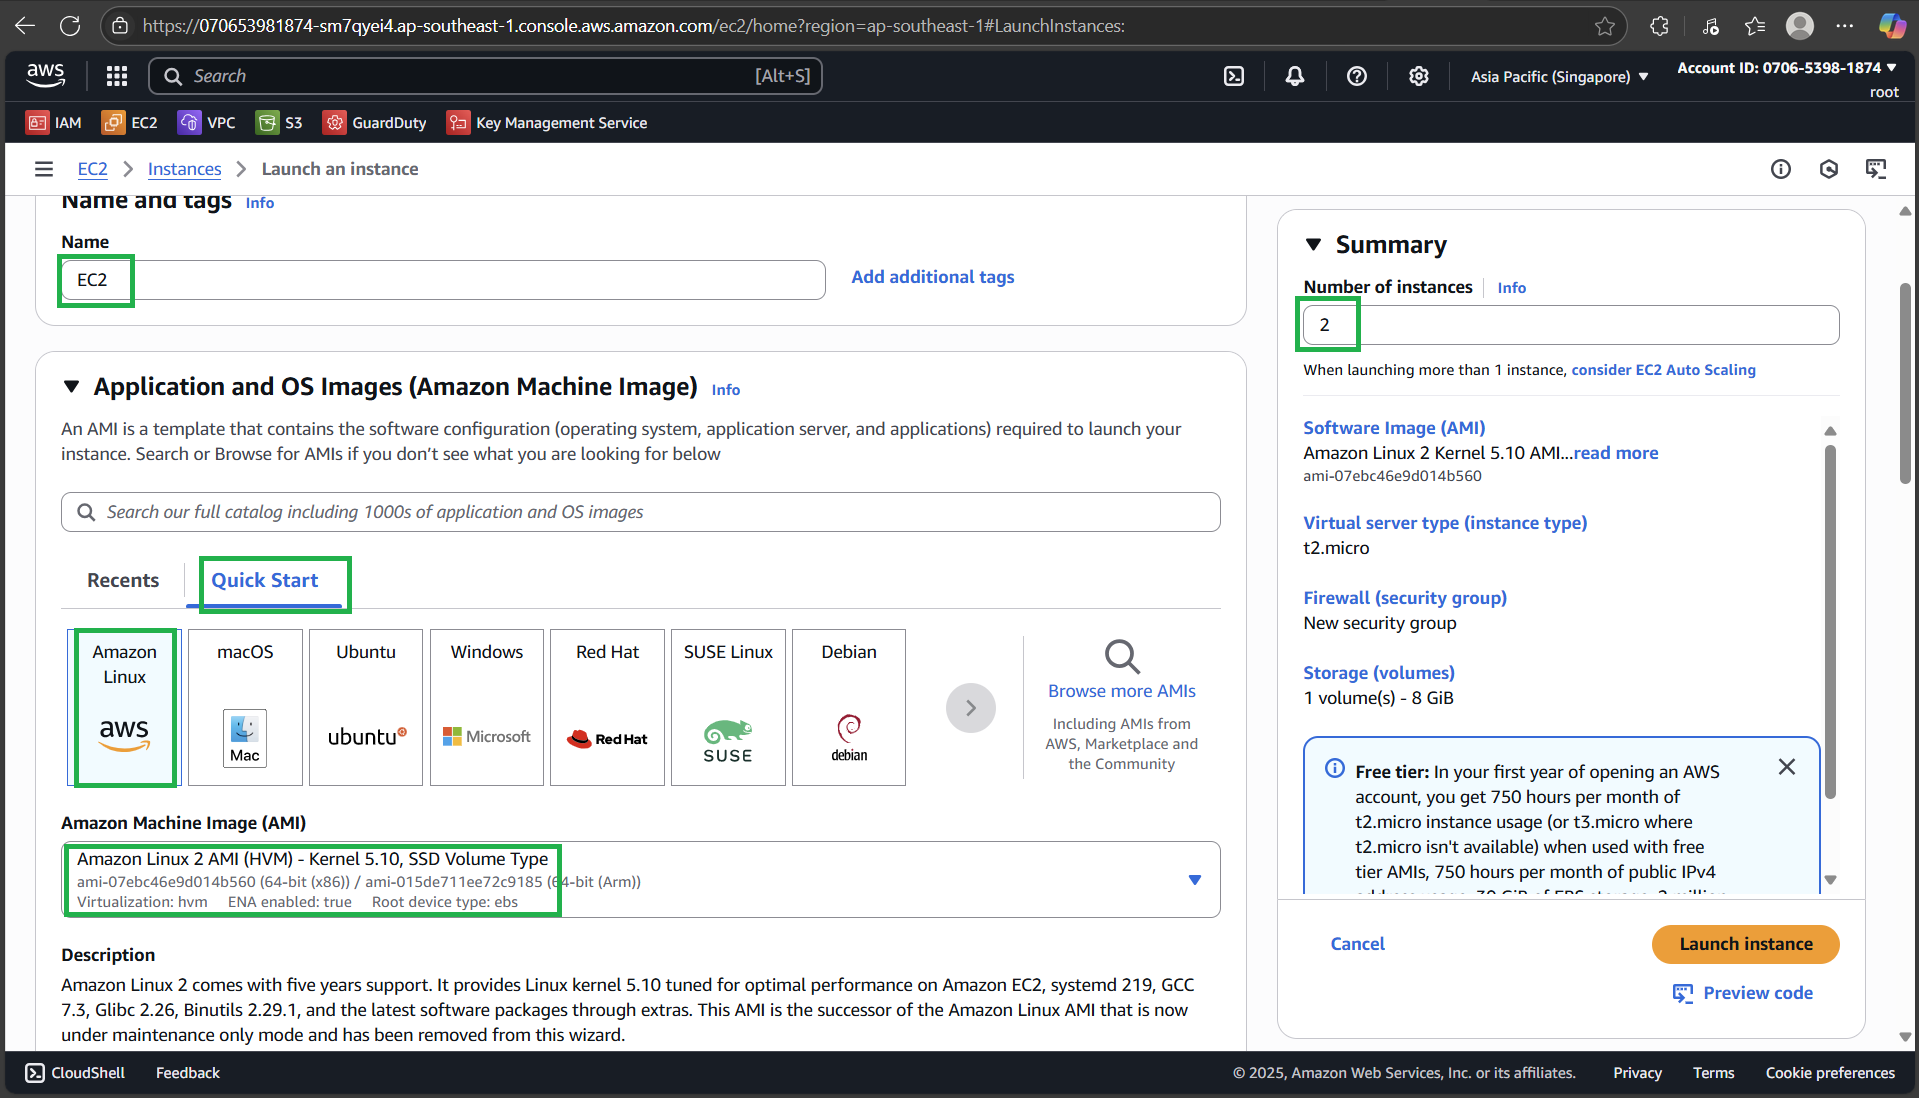 https://070653981874-sm7qyei4.ap-southeast-1.console.aws.amazon.com/ec2/home?region=ap-southeast-1#LaunchInstances:
aws
Search
[Alt+S]
Asia Pacific (Singapore)
Account ID: 0706-5398-1874
root
IAM
EC2
VPC
S3
GuardDuty
Key Management Service
EC2
Instances
Launch an instance
Name and tags
Info
Name
EC2
Add additional tags
Application and OS Images (Amazon Machine Image)
Info
An AMI is a template that contains the software configuration (operating system, application server, and applications) required to launch your
instance. Search or Browse for AMIs if you don't see what you are looking for below
Search our full catalog including 1000s of application and OS images
Recents
Quick Start
Amazon
Linux
aws
macOS
Mac
Ubuntu
ubuntu
Windows
Microsoft
Red Hat
Red Hat
SUSE Linux
SUSE
Debian
debian
Browse more AMIs
Including AMIs from
AWS, Marketplace and
the Community
Amazon Machine Image (AMI)
Amazon Linux 2 AMI (HVM) - Kernel 5.10, SSD Volume Type
ami-07ebc46e9d014b560 (64-bit (x86)) / ami-015de711ee72c9185 (64-bit (Arm))
Virtualization: hvm
ENA enabled: true
Root device type: ebs
Description
Amazon Linux 2 comes with five years support. It provides Linux kernel 5.10 tuned for optimal performance on Amazon EC2, systemd 219, GCC
7.3, Glibc 2.26, Binutils 2.29.1, and the latest software packages through extras. This AMI is the successor of the Amazon Linux AMI that is now
under maintenance only mode and has been removed from this wizard.
Summary
Number of instances
Info
2
When launching more than 1 instance, consider EC2 Auto Scaling
Software Image (AMI)
Amazon Linux 2 Kernel 5.10 AMI...read more
ami-07ebc46e9d014b560
Virtual server type (instance type)
t2.micro
Firewall (security group)
New security group
Storage (volumes)
1 volume(s) - 8 GiB
Free tier: In your first year of opening an AWS
account, you get 750 hours per month of
t2.micro instance usage (or t3.micro where
t2.micro isn't available) when used with free
tier AMIs, 750 hours per month of public IPv4
address usage, 30 GiB of EBS storage, 2 million
Cancel
Launch instance
Preview code
CloudShell
Feedback
© 2025, Amazon Web Services, Inc. or its affiliates.
Privacy
Terms
Cookie preferences